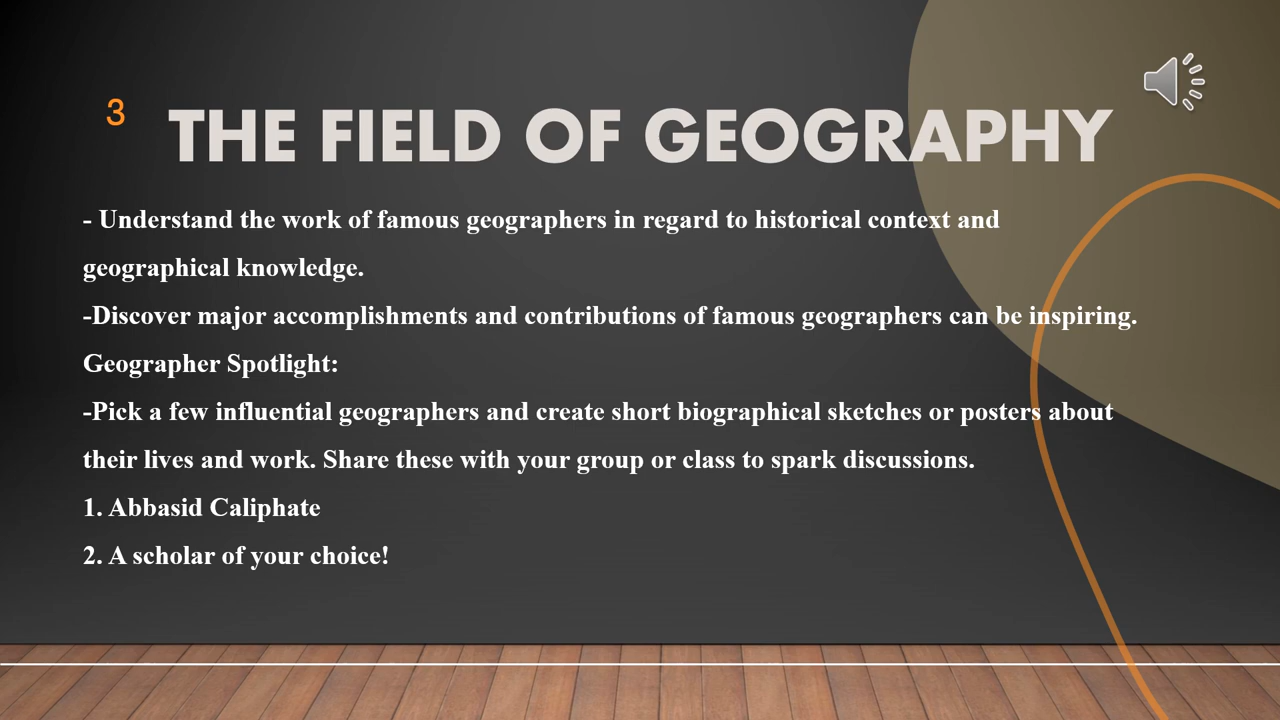 3
THE FIELD OF GEOGRAPHY
- Understand the work of famous geographers in regard to historical context and
geographical knowledge.
-Discover major accomplishments and contributions of famous geographers can be inspiring.
Geographer Spotlight:
-Pick a few influential geographers and create short biographical sketches or posters about
their lives and work. Share these with your group or class to spark discussions.
1. Abbasid Caliphate
2. A scholar of your choice!